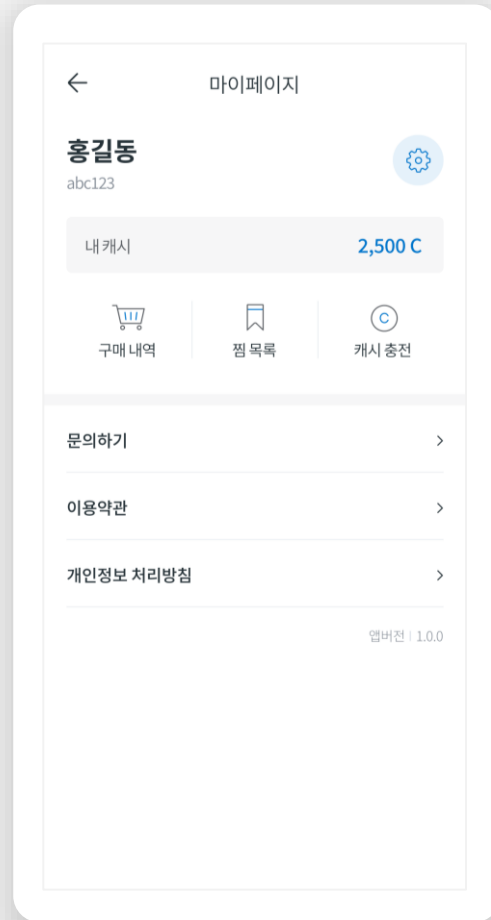 마이페이지
홍길동
abc123
내 캐시
2,500 C
C
구매 내역
찜 목록
캐시 충전
문의하기
이용약관
개인정보 처리방침
앱버전 | 1.0.0